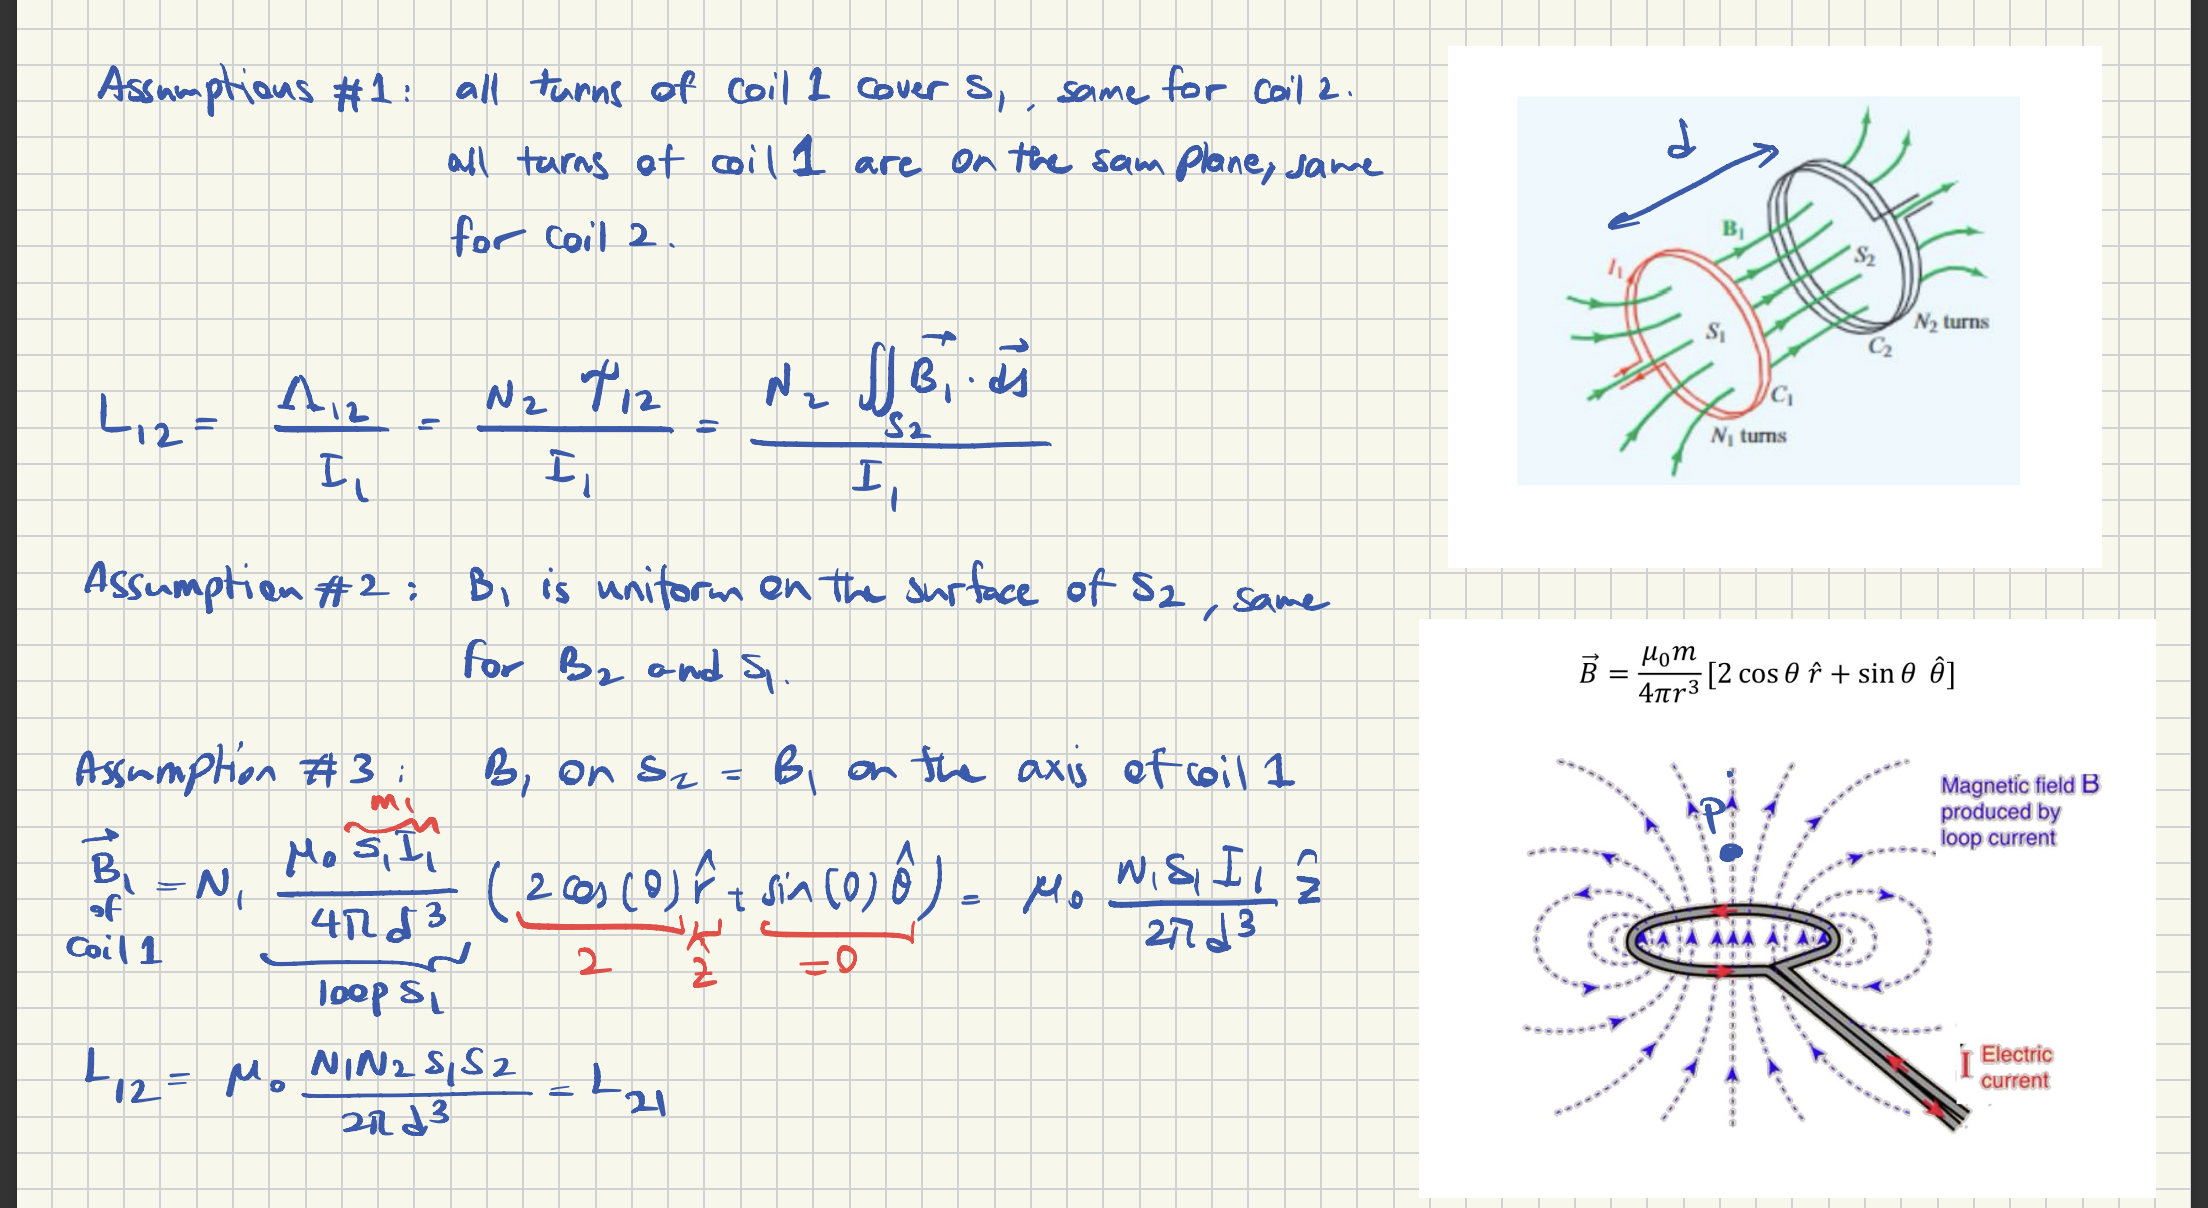 Assumptions #1: all turns of coil 1 cover S₁, same for coil 2.
all turns of coil 1 are on the sam plane, same
for coil 2.
L₁₂ = Λ₁₂ / I₁ = N₂ Ψ₁₂ / I₁ = N₂ ∬_S₂ B⃗₁ · ds⃗ / I₁
Assumption #2: B₁ is uniform on the surface of S₂, same
for B₂ and S₁.
Assumption #3: B₁ on S₂ = B₁ on the axis of coil 1
m₁
B⃗₁ of coil 1 = N₁ μ₀ S₁ I₁ / 4π d³ (2 cos(0) r̂ + sin(0) θ̂) = μ₀ N₁ S₁ I₁ / 2π d³ ẑ
loop S₁
2
ẑ
=0
L₁₂ = μ₀ N₁N₂ S₁S₂ / 2π d³ = L₂₁
d
B₁
I₁
S₂
S₁
N₂ turns
C₂
C₁
N₁ turns
B⃗ = μ₀m / 4πr³ [2 cos θ r̂ + sin θ θ̂]
Magnetic field B
produced by
loop current
P
I Electric
current